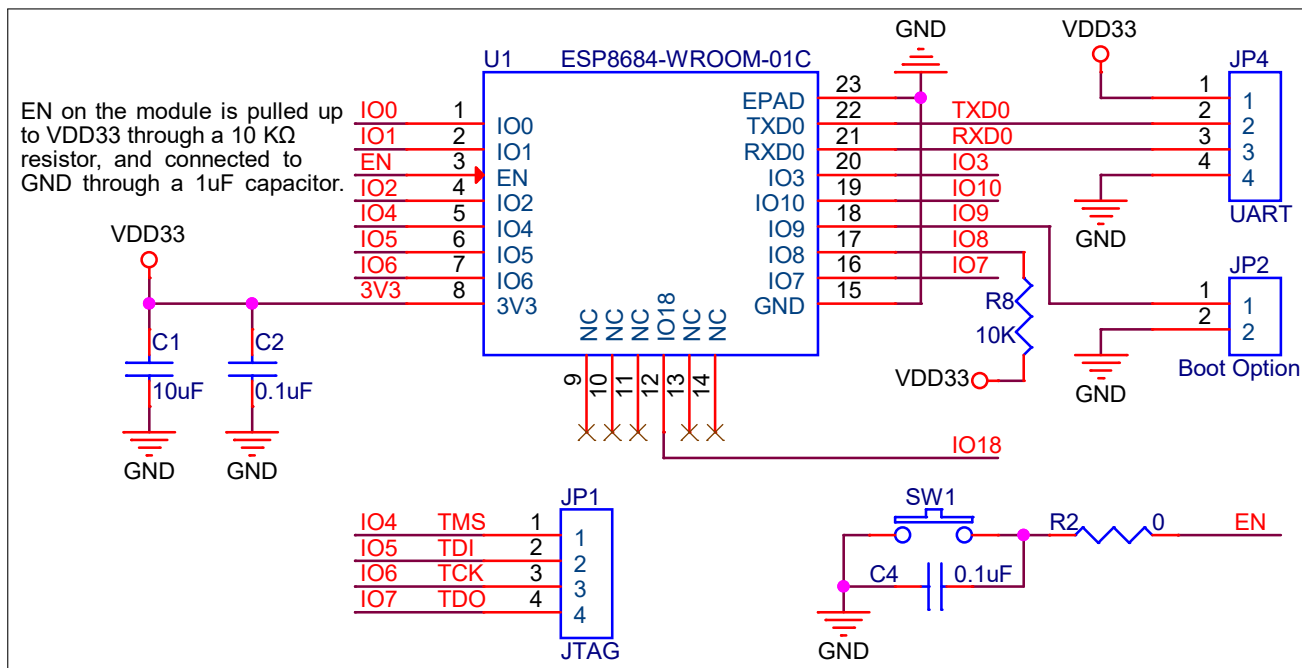 GND
VDD33
U1
ESP8684-WROOM-01C
JP4
EN on the module is pulled up
to VDD33 through a 10 KΩ
resistor, and connected to
GND through a 1uF capacitor.
IO0 1 IO0
IO1 2 IO1
EN 3 EN
IO2 4 IO2
IO4 5 IO4
IO5 6 IO5
IO6 7 IO6
3V3 8 3V3
EPAD 23
TXD0 22 TXD0
RXD0 21 RXD0
IO3 20 IO3
IO10 19 IO10
IO9 18 IO9
IO8 17 IO8
IO7 16 IO7
GND 15
NC NC NC IO18 NC NC
9 10 11 12 13 14
1 1
2 2
3 3
4 4
UART
GND
JP2
1 1
2 2
Boot Option
GND
R8
10K
VDD33
IO18
VDD33
C1
10uF
GND
C2
0.1uF
GND
JP1
IO4 TMS 1 1
IO5 TDI 2 2
IO6 TCK 3 3
IO7 TDO 4 4
JTAG
SW1
R2 0 EN
C4 0.1uF
GND